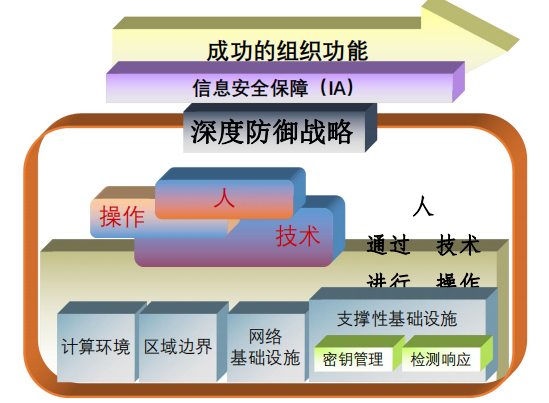 成功的组织功能
信息安全保障（IA）
深度防御战略
人
操作
技术
人
通过 技术
进行 操作
计算环境
区域边界
网络
基础设施
支撑性基础设施
密钥管理
检测响应